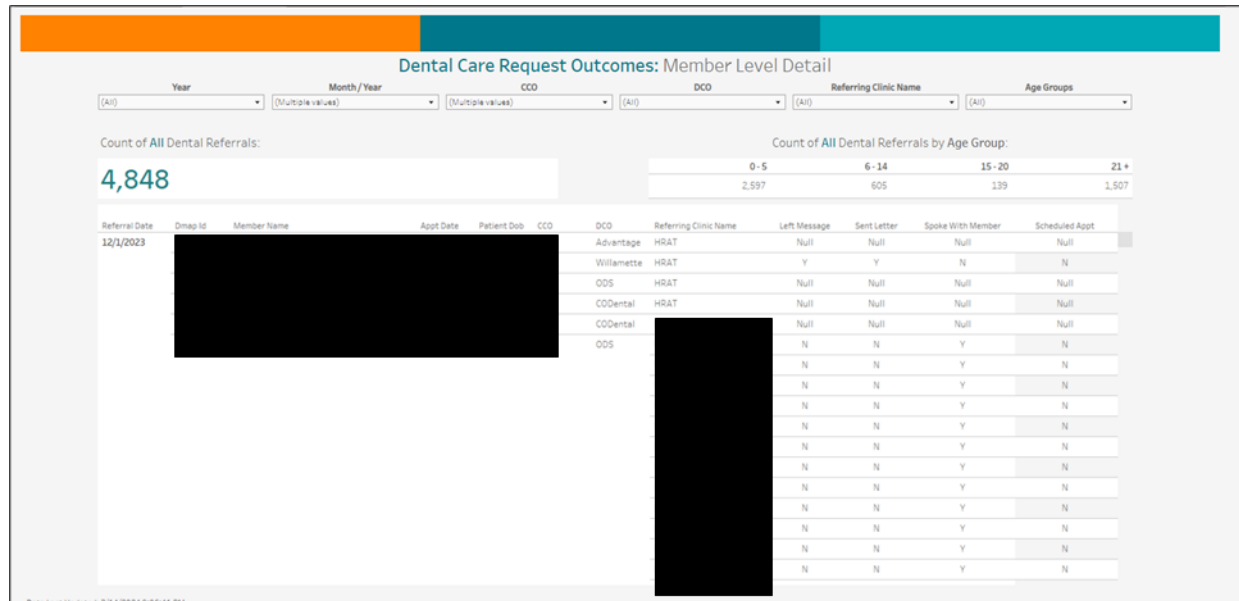 Dental Care Request Outcomes: Member Level Detail
Year Month / Year CCO DCO Referring Clinic Name Age Groups
(All) (Multiple values) (Multiple values) (All) (All) (All)
Count of All Dental Referrals: Count of All Dental Referrals by Age Group:
0 - 5 6 - 14 15 - 20 21 +
4,848 2,597 605 139 1,507
Referral Date Dmap Id Member Name Appt Date Patient Dob CCO DCO Referring Clinic Name Left Message Sent Letter Spoke With Member Scheduled Appt
12/1/2023 Advantage HRAT Null Null Null Null
Willamette HRAT Y Y N N
ODS HRAT Null Null Null Null
CODental HRAT Null Null Null Null
CODental Null Null Null Null
ODS N N Y N
N N Y N
N N Y N
N N Y N
N N Y N
N N Y N
N N Y N
N N Y N
N N Y N
N N Y N
N N Y N
N N Y N